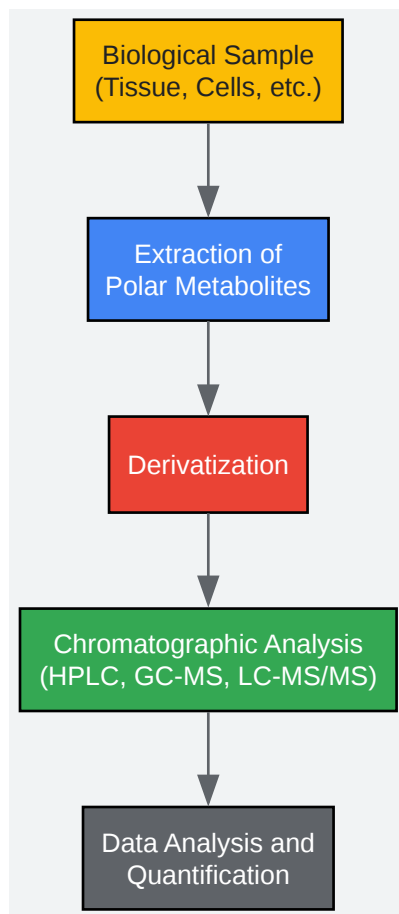 Biological Sample
(Tissue, Cells, etc.)
Extraction of
Polar Metabolites
Derivatization
Chromatographic Analysis
(HPLC, GC-MS, LC-MS/MS)
Data Analysis and
Quantification